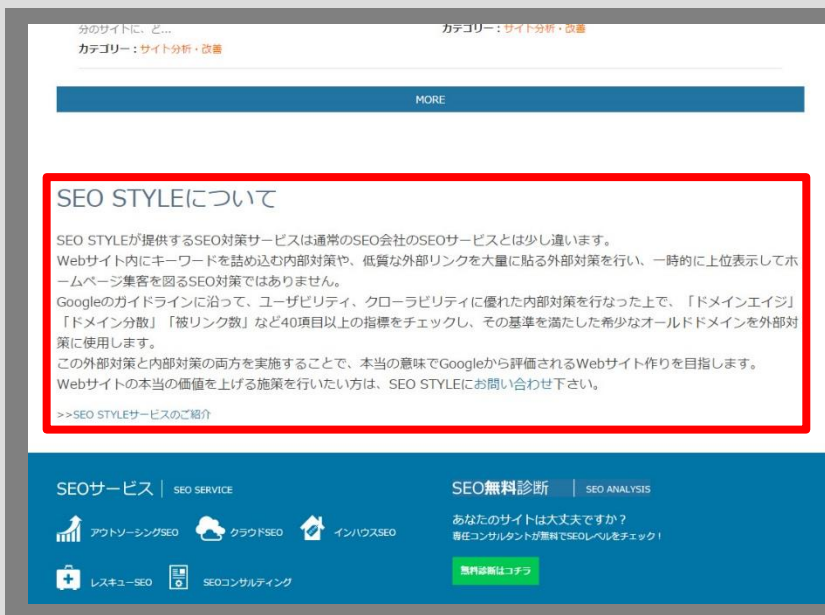 分のサイトに、ど...
カテゴリー：サイト分析・改善
カテゴリー：サイト分析・改善
MORE
SEO STYLEについて
SEO STYLEが提供するSEO対策サービスは通常のSEO会社のSEOサービスとは少し違います。
Webサイト内にキーワードを詰め込む内部対策や、低質な外部リンクを大量に貼る外部対策を行い、一時的に上位表示してホ
ームページ集客を図るSEO対策ではありません。
Googleのガイドラインに沿って、ユーザビリティ、クローラビリティに優れた内部対策を行なった上で、「ドメインエイジ」
「ドメイン分散」「被リンク数」など40項目以上の指標をチェックし、その基準を満たした希少なオールドドメインを外部対
策に使用します。
この外部対策と内部対策の両方を実施することで、本当の意味でGoogleから評価されるWebサイト作りを目指します。
Webサイトの本当の価値を上げる施策を行いたい方は、SEO STYLEにお問い合わせ下さい。
>>SEO STYLEサービスのご紹介
SEOサービス | SEO SERVICE
アウトソーシングSEO クラウドSEO インハウスSEO
レスキューSEO SEOコンサルティング
SEO無料診断 | SEO ANALYSIS
あなたのサイトは大丈夫ですか？
専任コンサルタントが無料でSEOレベルをチェック！
無料診断はコチラ